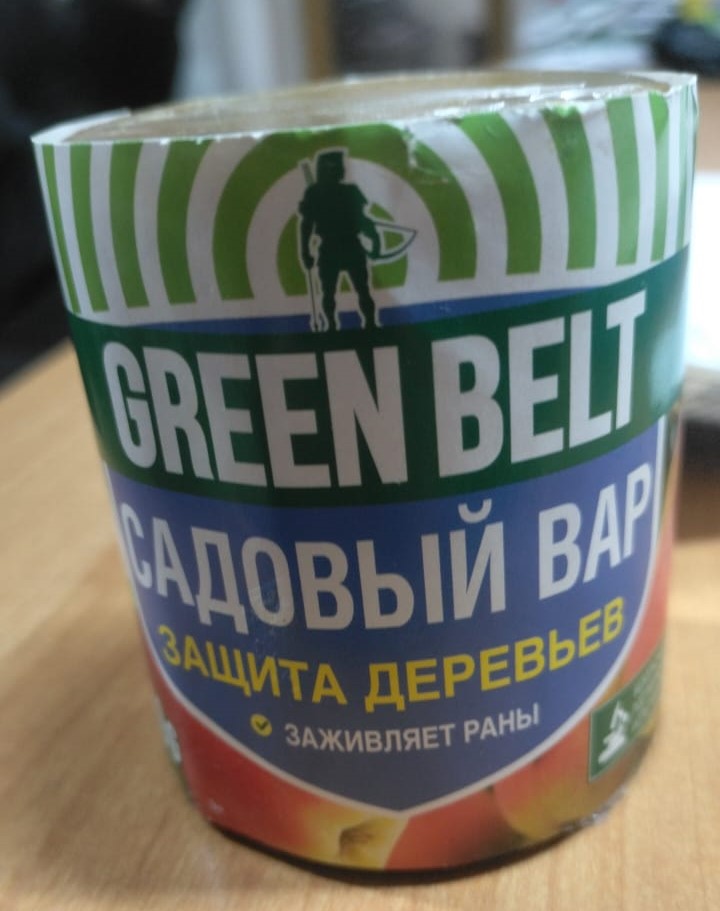 GREEN BELT
САДОВЫЙ ВАР
ЗАЩИТА ДЕРЕВЬЕВ
ЗАЖИВЛЯЕТ РАНЫ